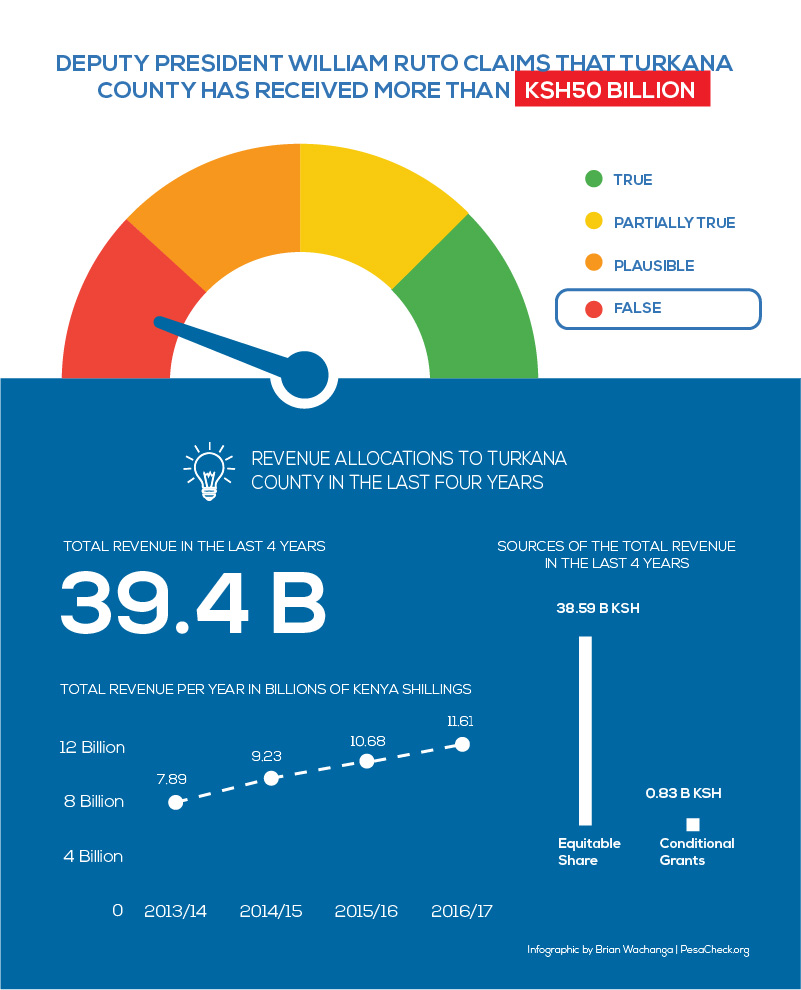 DEPUTY PRESIDENT WILLIAM RUTO CLAIMS THAT TURKANA
COUNTY HAS RECEIVED MORE THAN KSH50 BILLION
TRUE
PARTIALLY TRUE
PLAUSIBLE
FALSE
REVENUE ALLOCATIONS TO TURKANA
COUNTY IN THE LAST FOUR YEARS
TOTAL REVENUE IN THE LAST 4 YEARS
39.4 B
TOTAL REVENUE PER YEAR IN BILLIONS OF KENYA SHILLINGS
12 Billion
8 Billion
4 Billion
0
7.89
9.23
10.68
11.61
2013/14
2014/15
2015/16
2016/17
SOURCES OF THE TOTAL REVENUE
IN THE LAST 4 YEARS
38.59 B KSH
0.83 B KSH
Equitable
Share
Conditional
Grants
Infographic by Brian Wachanga | PesaCheck.org